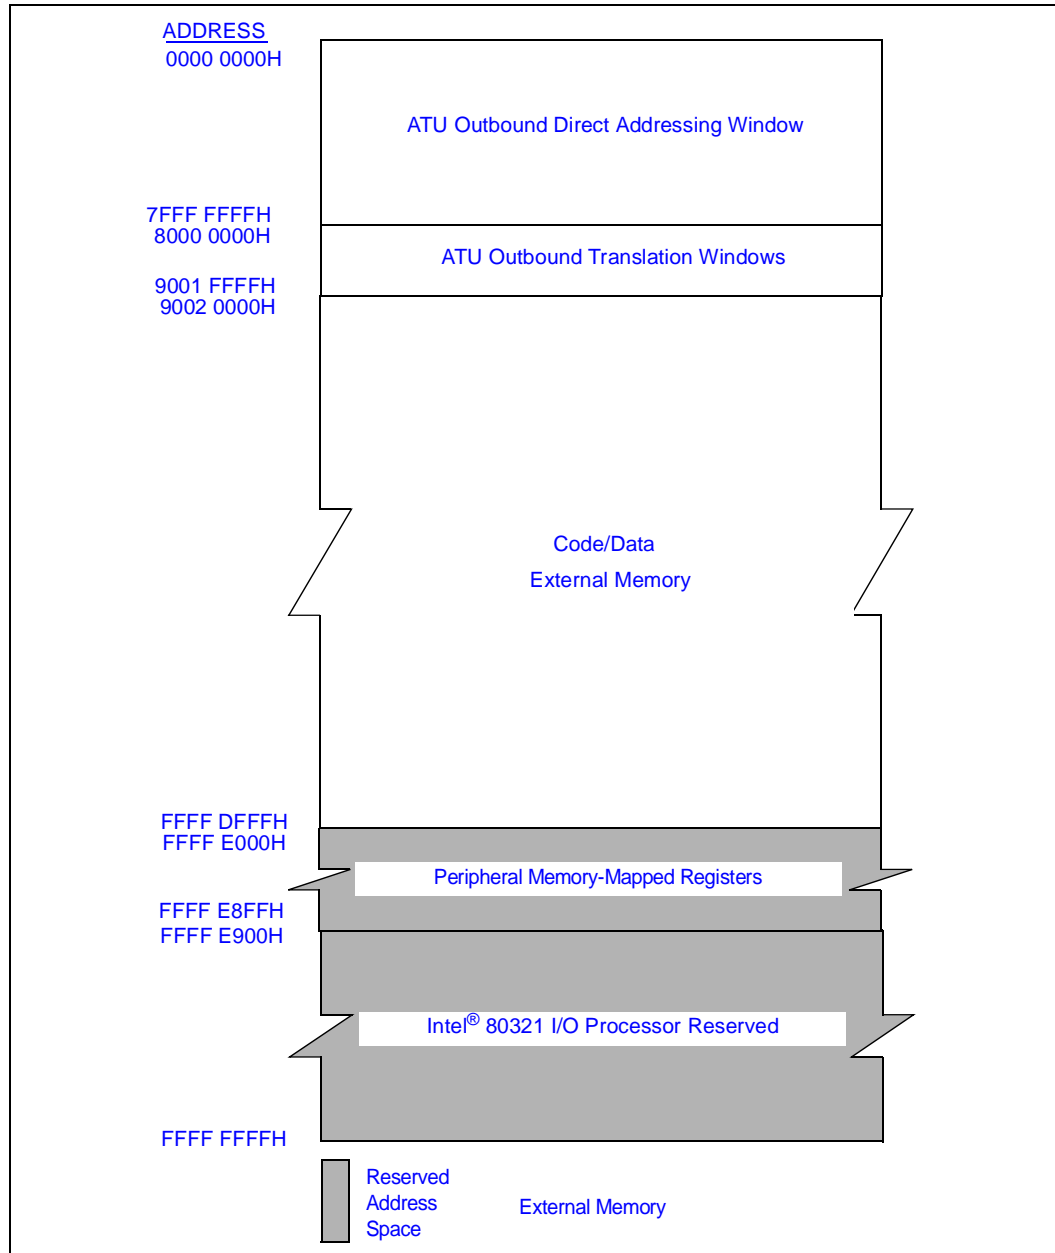 ADDRESS
0000 0000H
ATU Outbound Direct Addressing Window
7FFF FFFFH
8000 0000H
ATU Outbound Translation Windows
9001 FFFFH
9002 0000H
Code/Data
External Memory
FFFF DFFFH
FFFF E000H
Peripheral Memory-Mapped Registers
FFFF E8FFH
FFFF E900H
Intel® 80321 I/O Processor Reserved
FFFF FFFFH
Reserved
Address
Space
External Memory